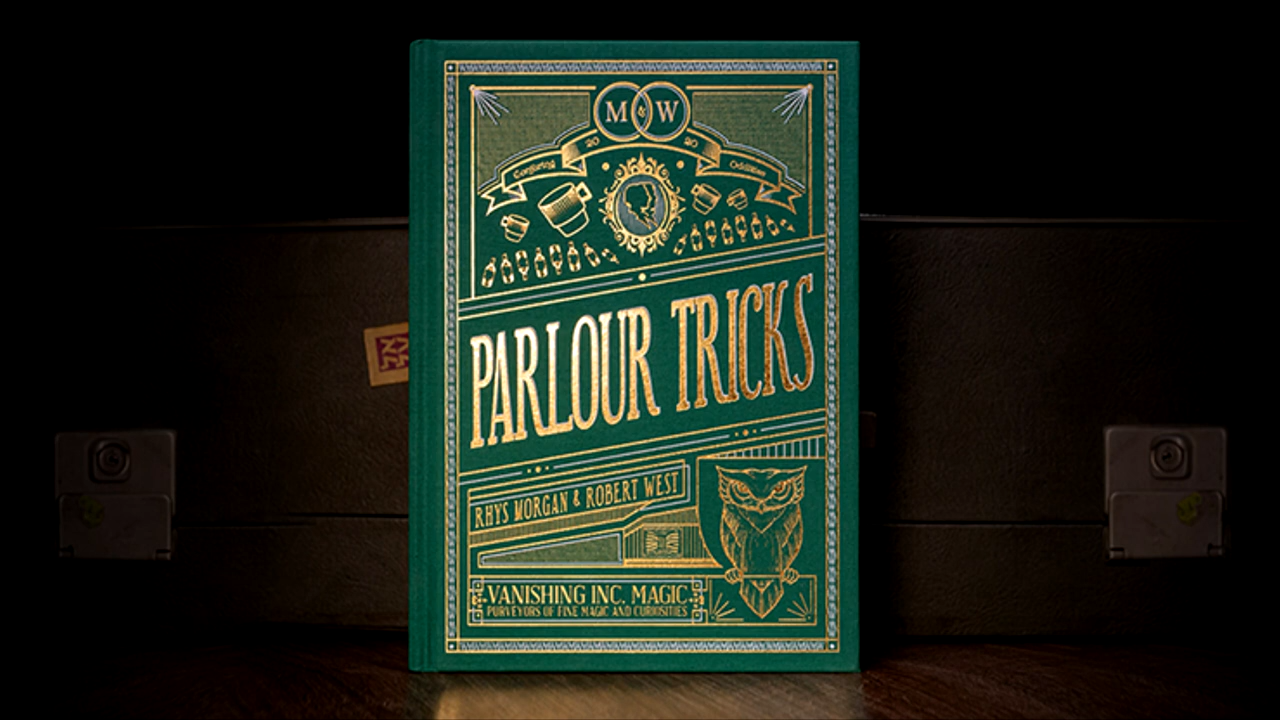 M & W
Conjuring 20 20 Oddities
PARLOUR TRICKS
RHYS MORGAN & ROBERT WEST
VANISHING INC. MAGIC
PURVEYORS OF FINE MAGIC AND CURIOSITIES